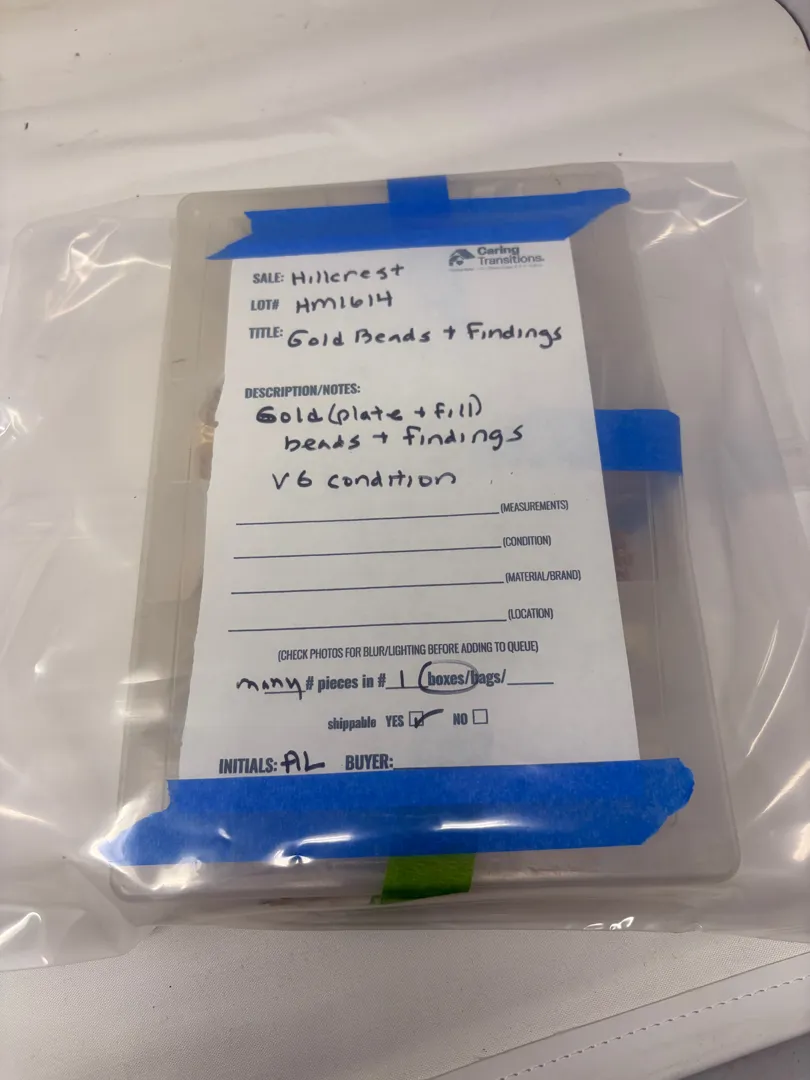 Caring
Transitions.
SALE: Hillcrest
LOT# HM1614
TITLE: Gold Beads + Findings
DESCRIPTION/NOTES:
Gold (plate + fill)
beads + findings
VG condition
(MEASUREMENTS)
(CONDITION)
(MATERIAL/BRAND)
(LOCATION)
(CHECK PHOTOS FOR BLUR/LIGHTING BEFORE ADDING TO QUEUE)
many # pieces in # 1 boxes/bags/
shippable YES NO
INITIALS: AL BUYER: